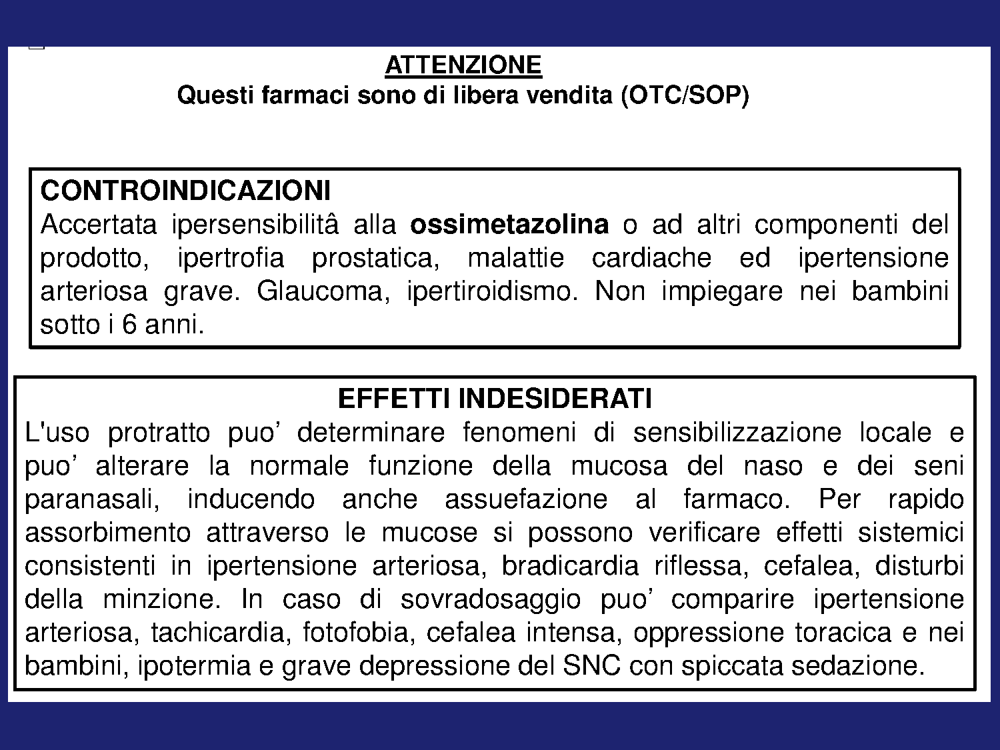 ATTENZIONE
Questi farmaci sono di libera vendita (OTC/SOP)
CONTROINDICAZIONI
Accertata ipersensibilitâ alla ossimetazolina o ad altri componenti del
prodotto, ipertrofia prostatica, malattie cardiache ed ipertensione
arteriosa grave. Glaucoma, ipertiroidismo. Non impiegare nei bambini
sotto i 6 anni.
EFFETTI INDESIDERATI
L'uso protratto puo’ determinare fenomeni di sensibilizzazione locale e
puo’ alterare la normale funzione della mucosa del naso e dei seni
paranasali, inducendo anche assuefazione al farmaco. Per rapido
assorbimento attraverso le mucose si possono verificare effetti sistemici
consistenti in ipertensione arteriosa, bradicardia riflessa, cefalea, disturbi
della minzione. In caso di sovradosaggio puo’ comparire ipertensione
arteriosa, tachicardia, fotofobia, cefalea intensa, oppressione toracica e nei
bambini, ipotermia e grave depressione del SNC con spiccata sedazione.